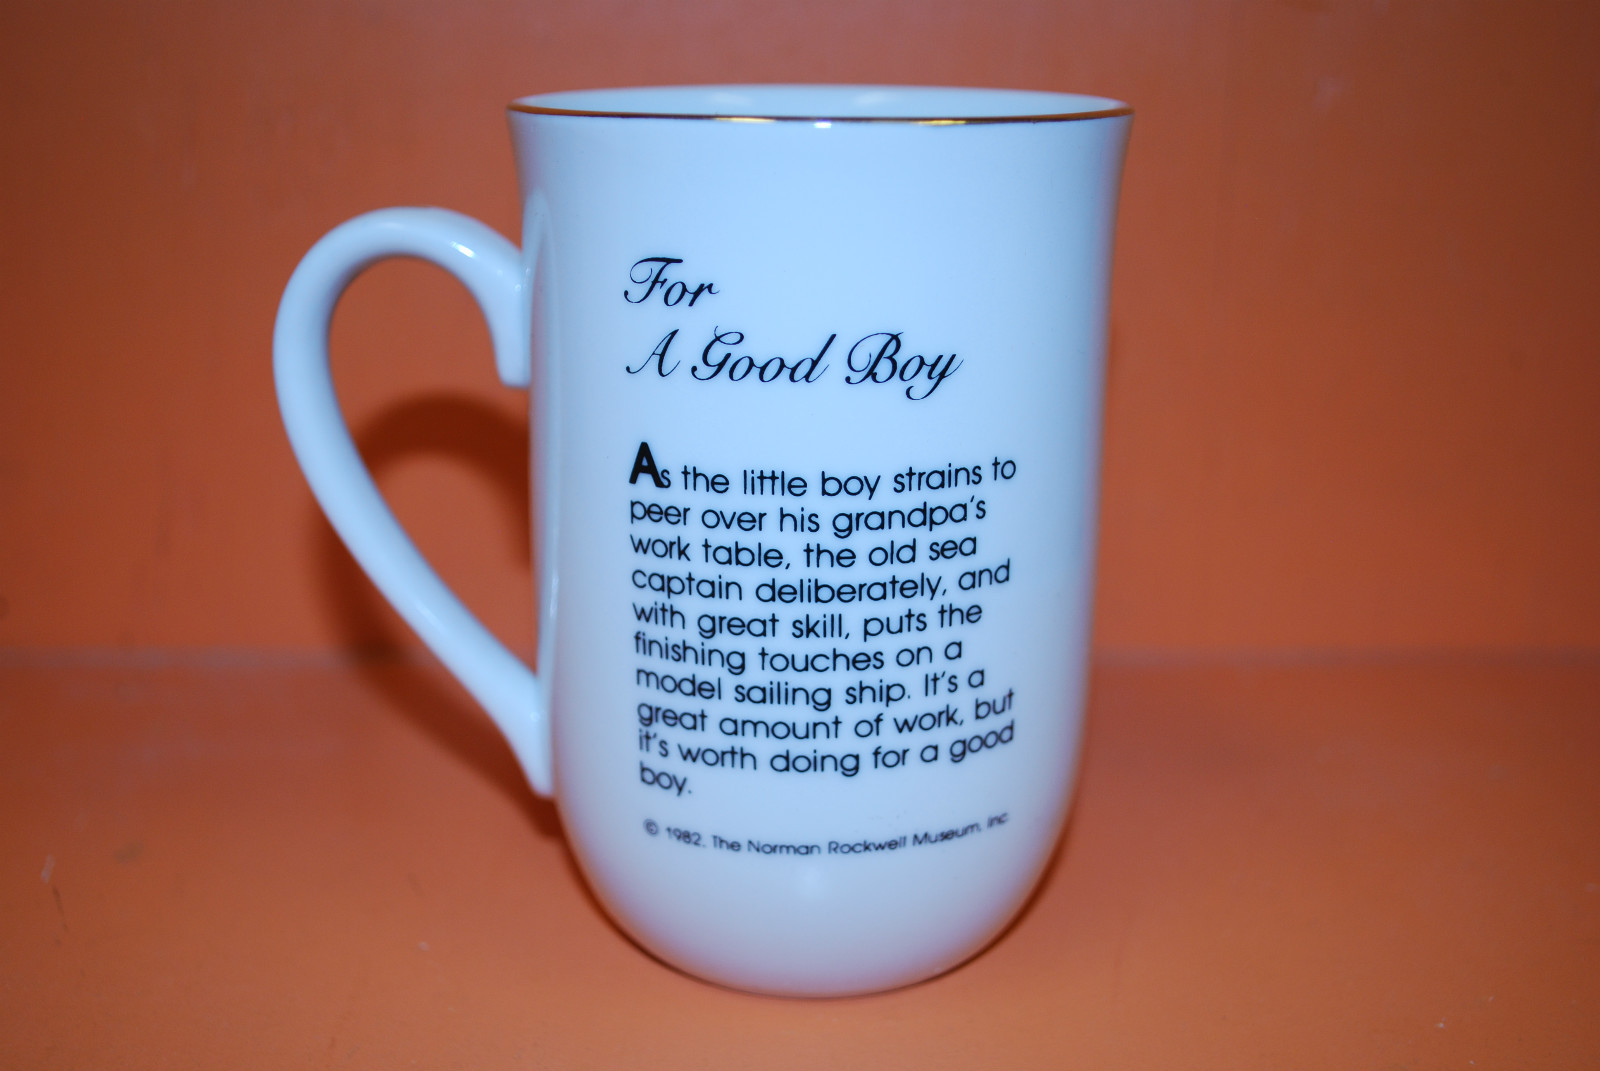 For
A Good Boy
As the little boy strains to
peer over his grandpa's
work table, the old sea
captain deliberately, and
with great skill, puts the
finishing touches on a
model sailing ship. It's a
great amount of work, but
it's worth doing for a good
boy.
© 1982. The Norman Rockwell Museum, Inc.